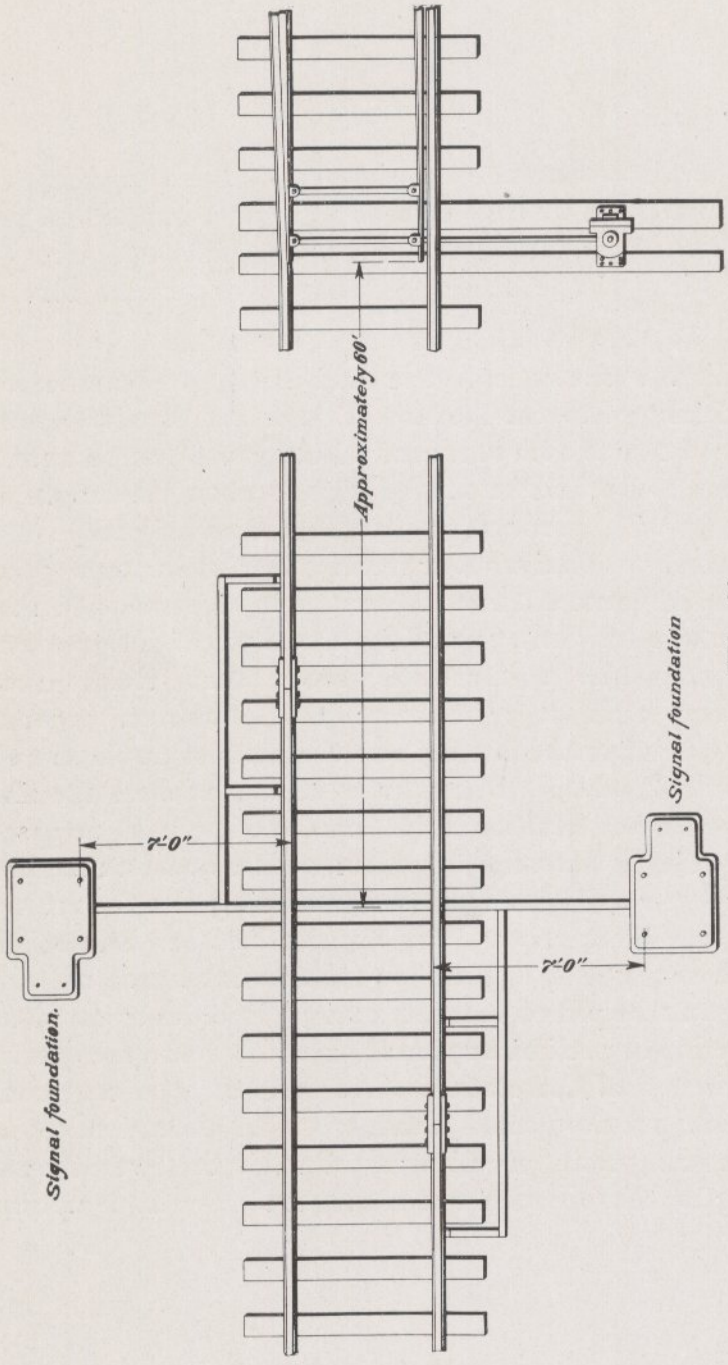 Approximately 60'
7'-0"
Signal foundation
7'-0"
Signal foundation.